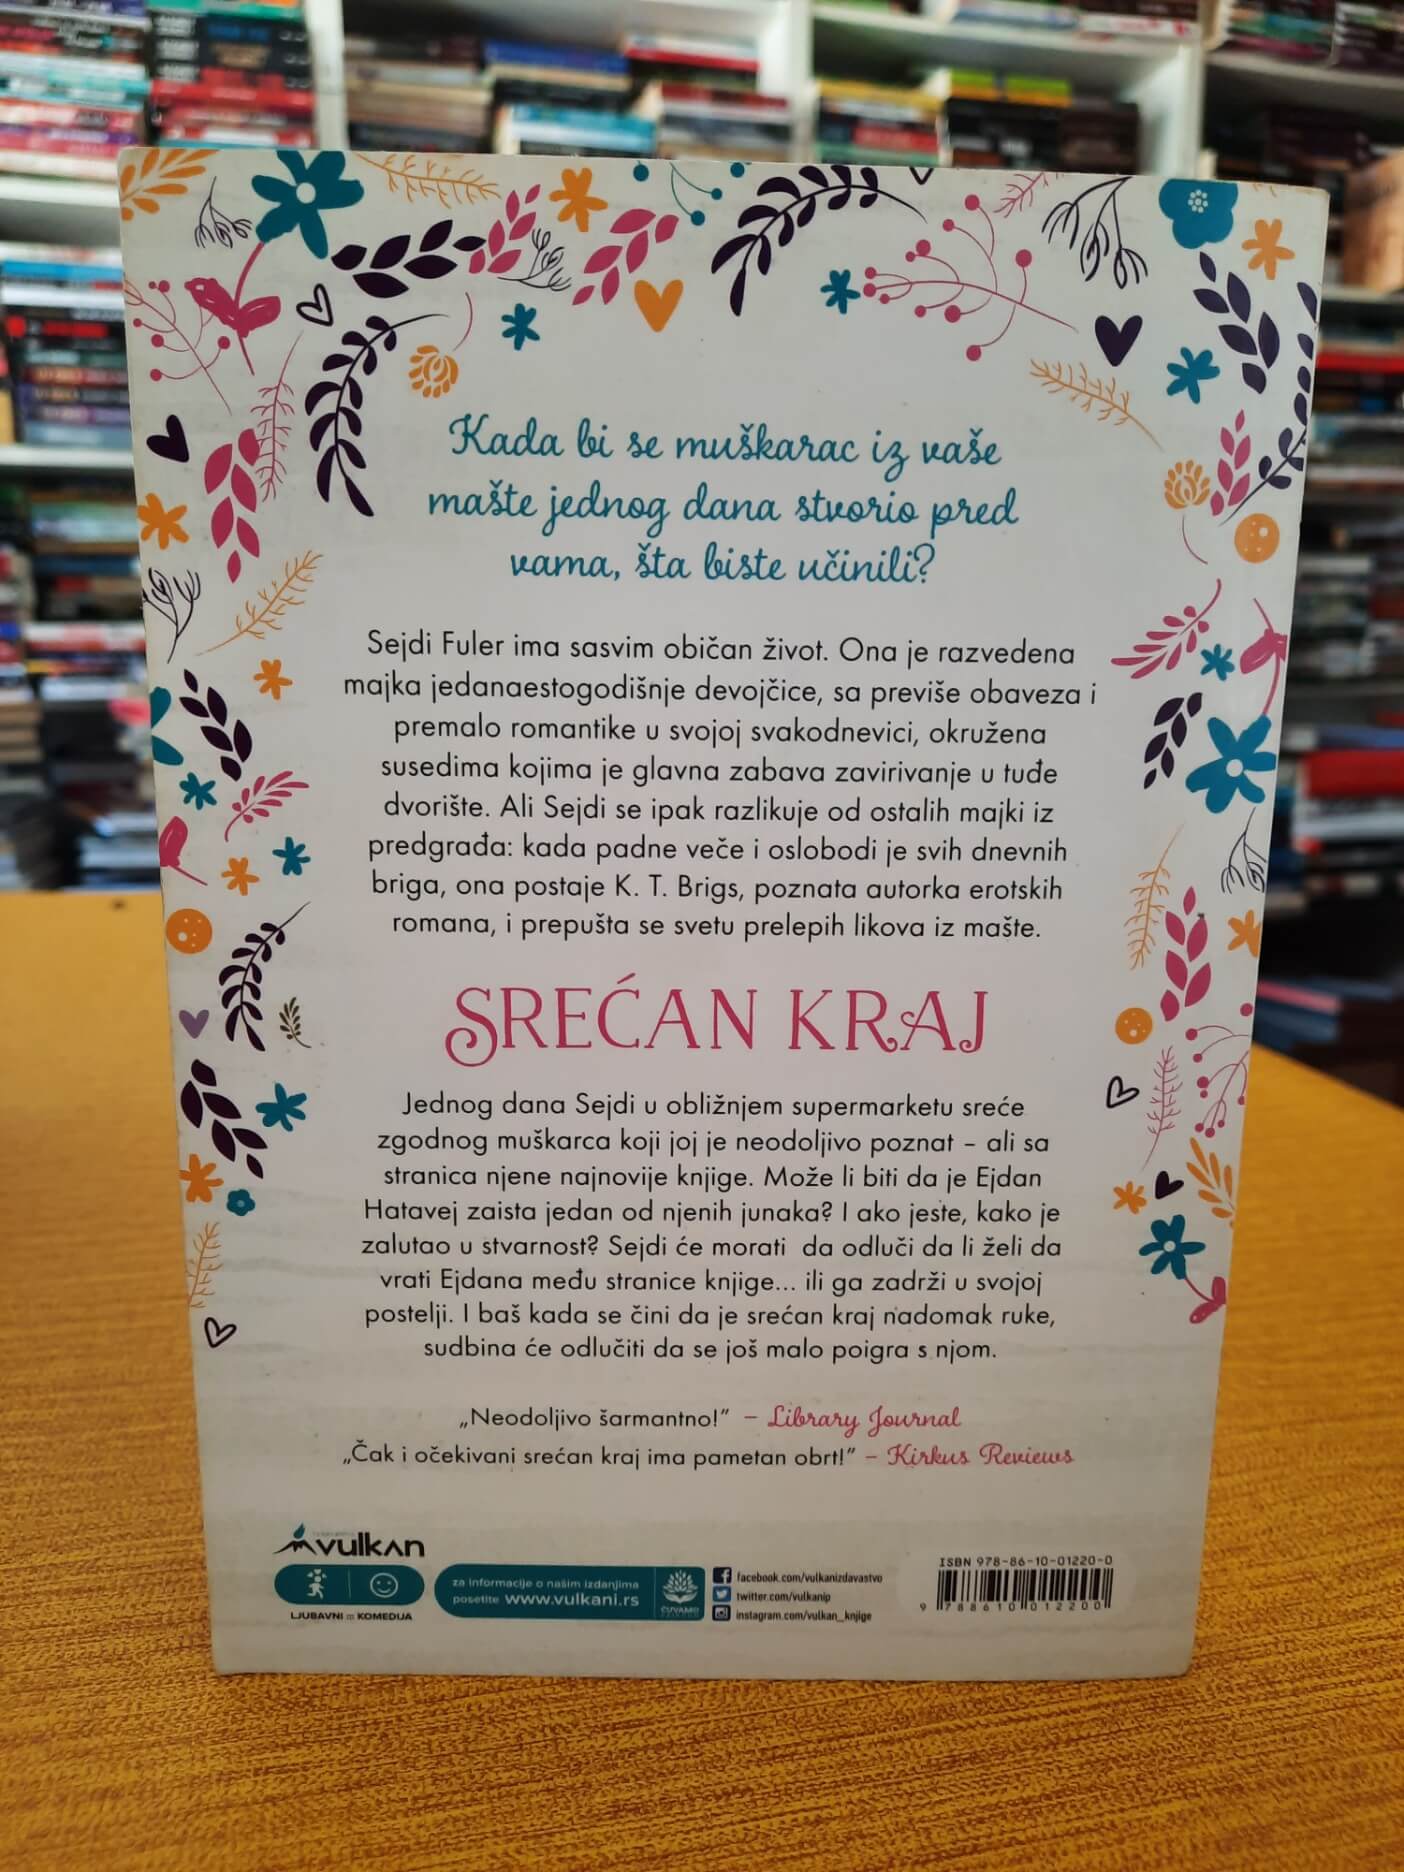 Kada bi se muškarac iz vaše
mašte jednog dana stvorio pred
vama, šta biste učinili?
Sejdi Fuler ima sasvim običan život. Ona je razvedena
majka jedanaestogodišnje devojčice, sa previše obaveza i
premalo romantike u svojoj svakodnevici, okružena
susedima kojima je glavna zabava zavirivanje u tuđe
dvorište. Ali Sejdi se ipak razlikuje od ostalih majki iz
predgrađa: kada padne veče i oslobodi je svih dnevnih
briga, ona postaje K. T. Brigs, poznata autorka erotskih
romana, i prepušta se svetu prelepih likova iz mašte.
SREĆAN KRAJ
Jednog dana Sejdi u obližnjem supermarketu sreće
zgodnog muškarca koji joj je neodoljivo poznat – ali sa
stranica njene najnovije knjige. Može li biti da je Ejdan
Hatavej zaista jedan od njenih junaka? I ako jeste, kako je
zalutao u stvarnost? Sejdi će morati da odluči da li želi da
vrati Ejdana među stranice knjige... ili ga zadrži u svojoj
postelji. I baš kada se čini da je srećan kraj nadomak ruke,
sudbina će odlučiti da se još malo poigra s njom.
„Neodoljivo šarmantno!” – Library Journal
„Čak i očekivani srećan kraj ima pametan obrt!” – Kirkus Reviews
vulkan
LJUBAVNI :: KOMEDIJA
za informacije o našim izdanjima
posetite www.vulkani.rs
ČUVAMO
facebook.com/vulkanizdavastvo
twitter.com/vulkanip
instagram.com/vulkan_knjige
ISBN 978-86-10-01220-0
9 788610 012200